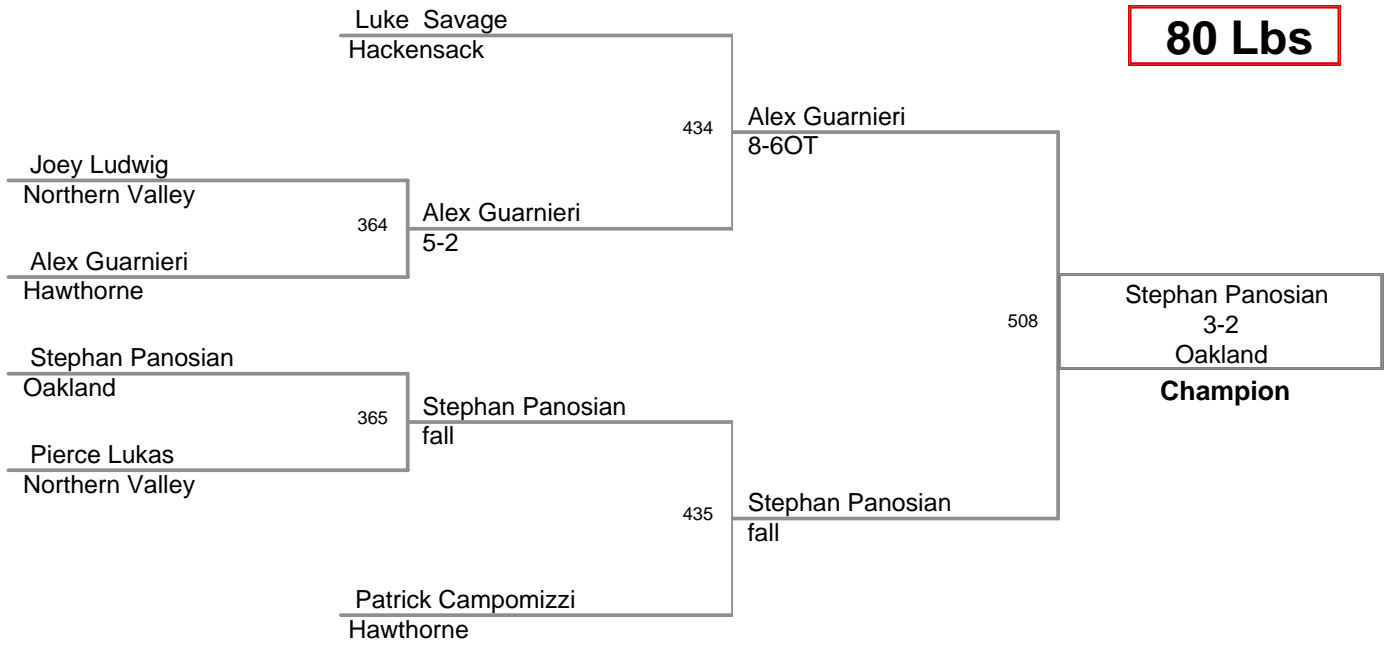 Luke  Savage
Hackensack
80 Lbs
434
Alex Guarnieri
8-6OT
Joey Ludwig
Northern Valley
364
Alex Guarnieri
5-2
Alex Guarnieri
Hawthorne
508
Stephan Panosian
3-2
Oakland
Champion
Stephan Panosian
Oakland
365
Stephan Panosian
fall
Pierce Lukas
Northern Valley
435
Stephan Panosian
fall
Patrick Campomizzi
Hawthorne